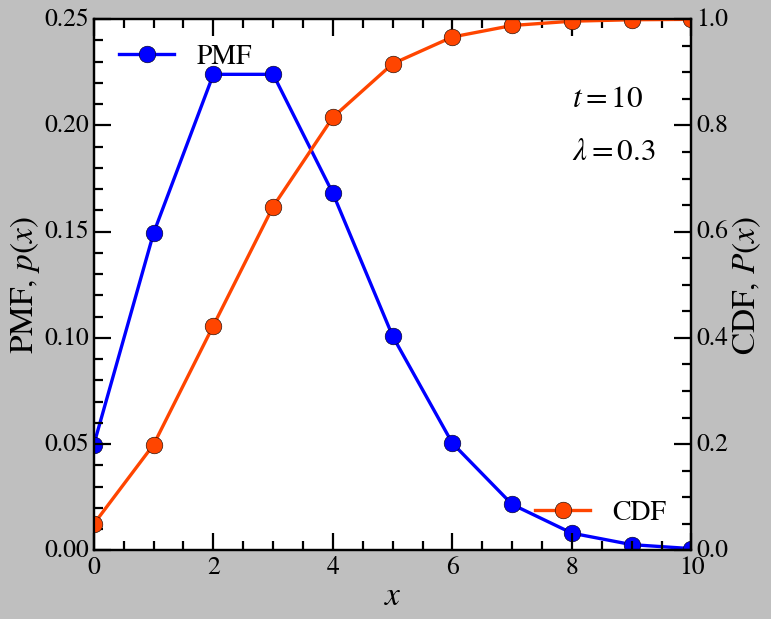 0.25
0.20
0.15
0.10
0.05
0.00
PMF, p(x)
PMF
t = 10
λ = 0.3
CDF
1.0
0.8
0.6
0.4
0.2
0.0
CDF, P(x)
0 2 4 6 8 10
x